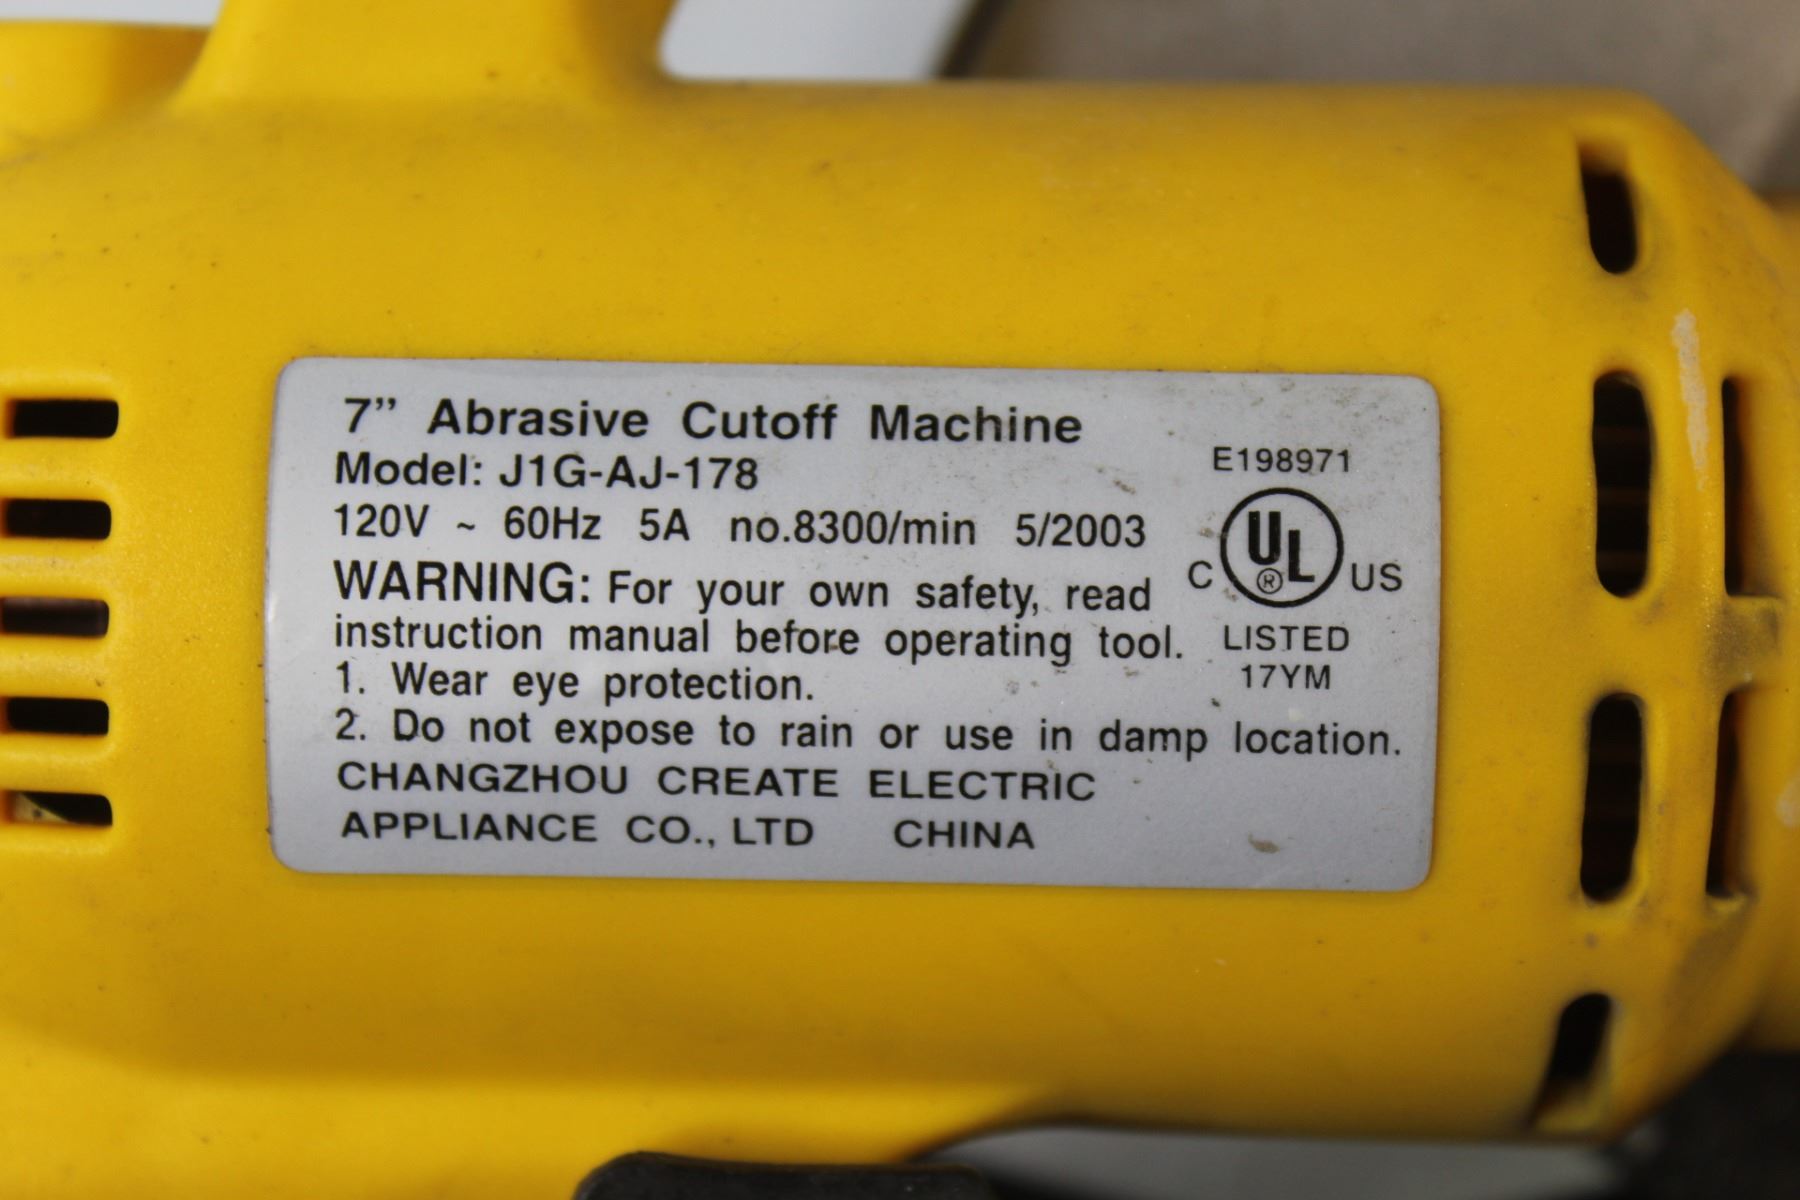 7” Abrasive Cutoff Machine
Model: J1G-AJ-178
120V ~ 60Hz 5A no.8300/min 5/2003
WARNING: For your own safety, read
instruction manual before operating tool.
1. Wear eye protection.
2. Do not expose to rain or use in damp location.
CHANGZHOU CREATE ELECTRIC
APPLIANCE CO., LTD CHINA
E198971
C UL ® US
LISTED
17YM